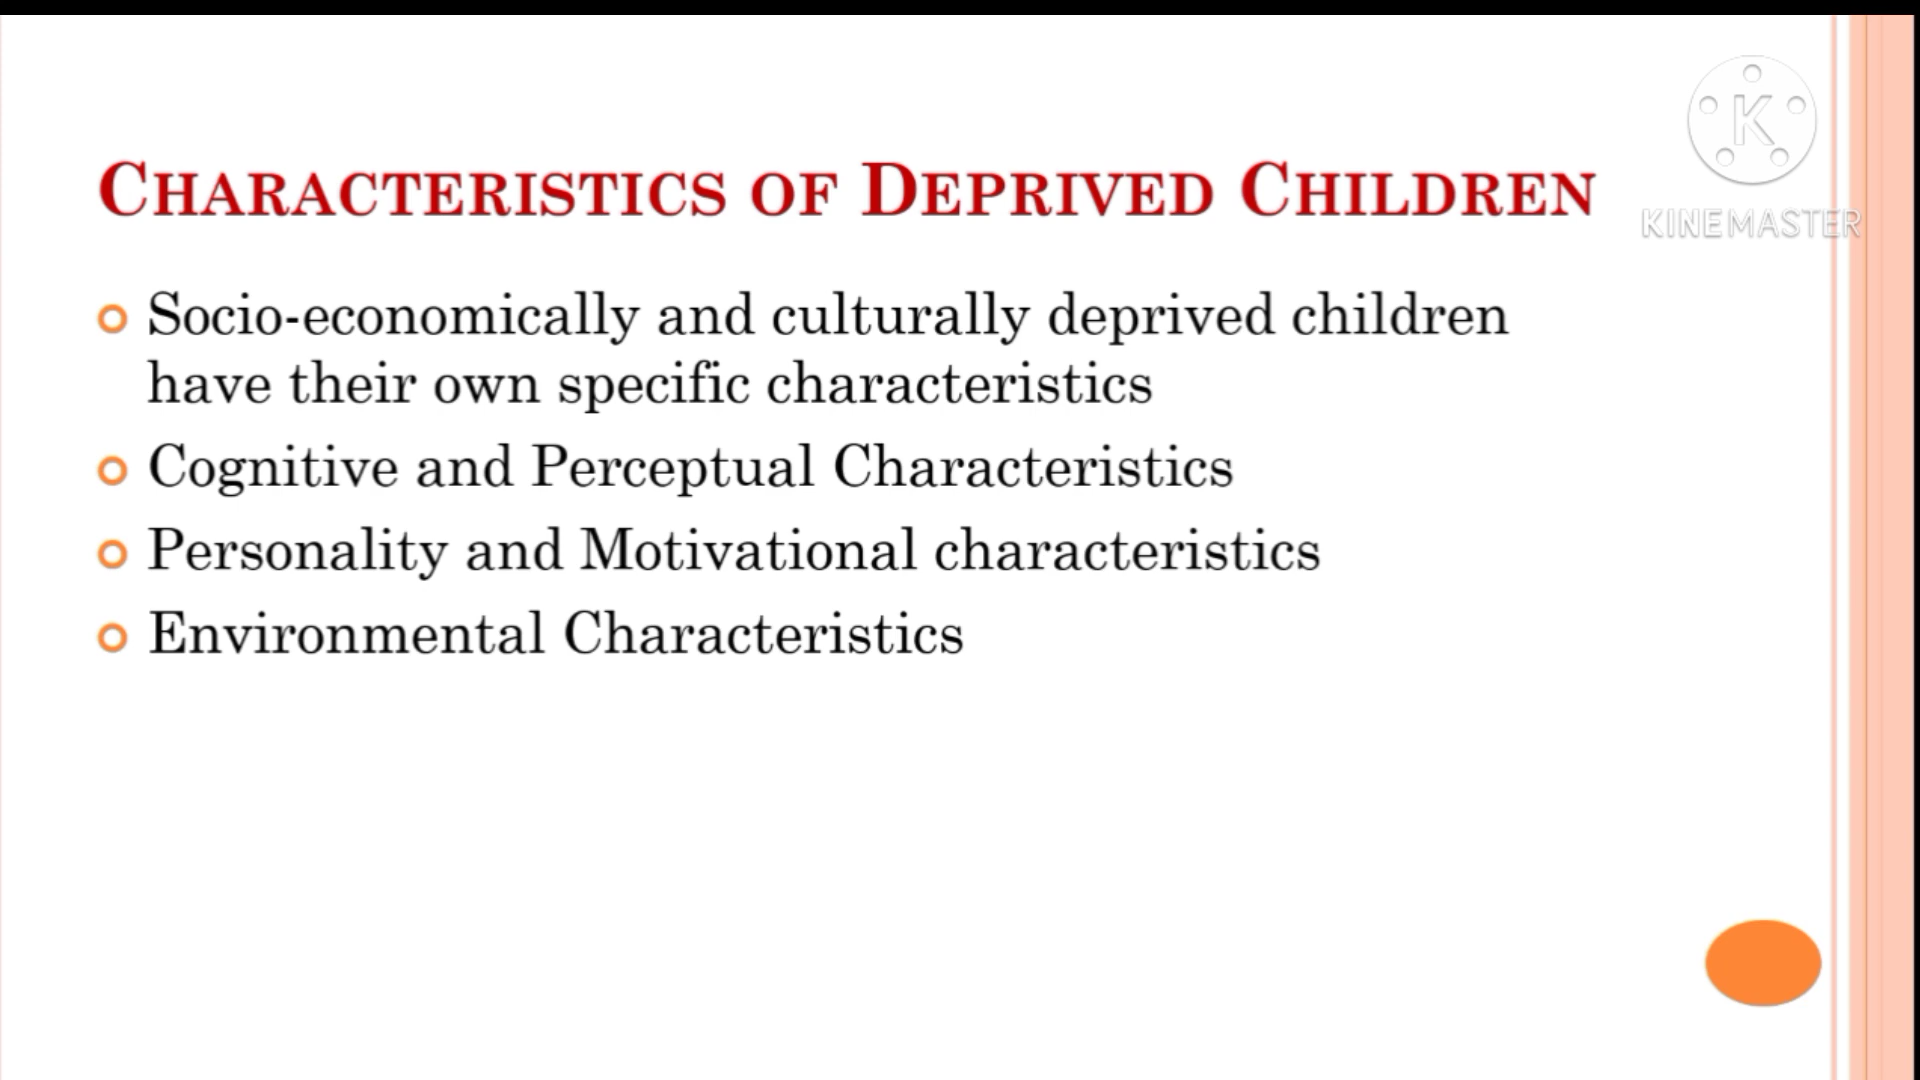 CHARACTERISTICS OF DEPRIVED CHILDREN
K
KINEMASTER
Socio-economically and culturally deprived children
have their own specific characteristics
Cognitive and Perceptual Characteristics
Personality and Motivational characteristics
Environmental Characteristics